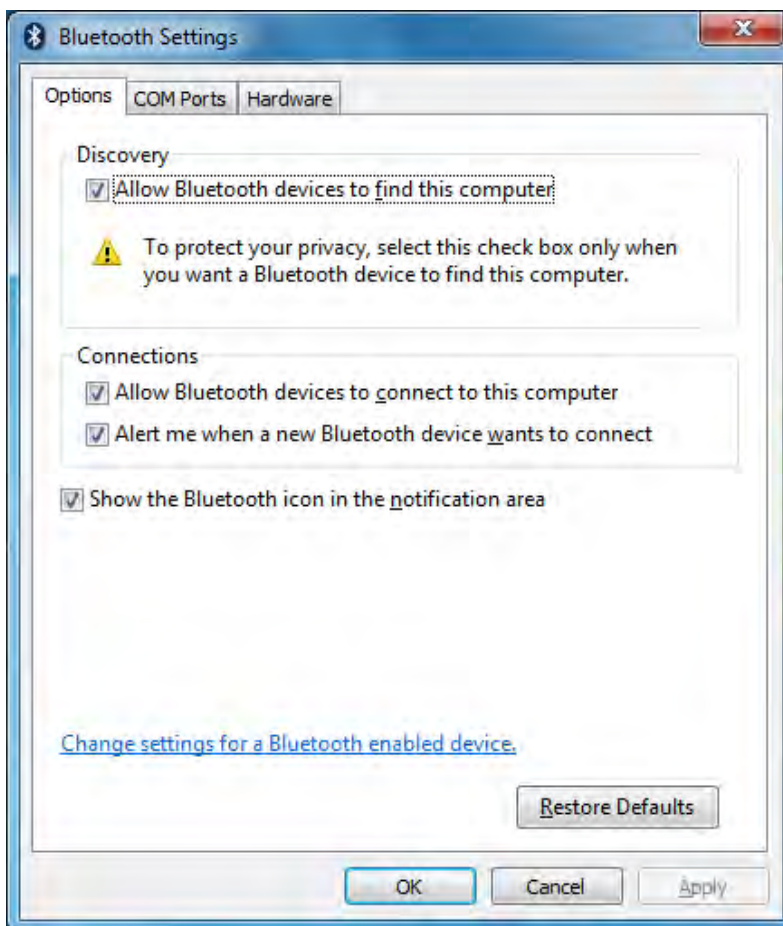 Bluetooth Settings
Options COM Ports Hardware
Discovery
Allow Bluetooth devices to find this computer
To protect your privacy, select this check box only when
you want a Bluetooth device to find this computer.
Connections
Allow Bluetooth devices to connect to this computer
Alert me when a new Bluetooth device wants to connect
Show the Bluetooth icon in the notification area
Change settings for a Bluetooth enabled device.
Restore Defaults
OK Cancel Apply